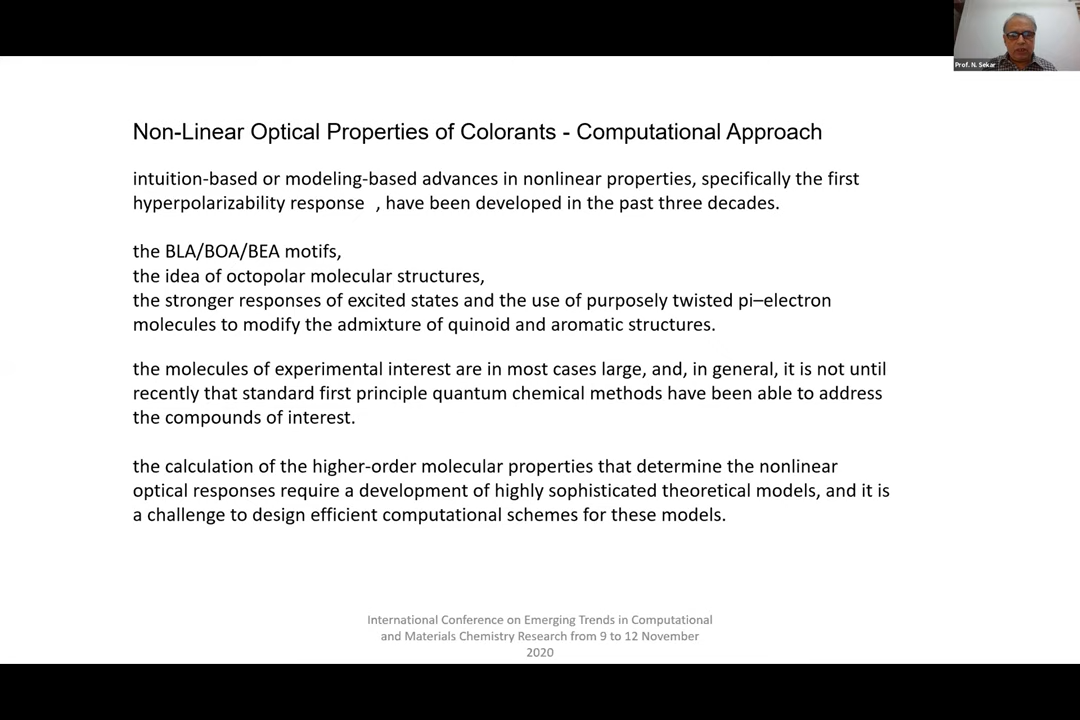 Prof. N. Sekar
Non-Linear Optical Properties of Colorants - Computational Approach
intuition-based or modeling-based advances in nonlinear properties, specifically the first
hyperpolarizability response , have been developed in the past three decades.
the BLA/BOA/BEA motifs,
the idea of octopolar molecular structures,
the stronger responses of excited states and the use of purposely twisted pi–electron
molecules to modify the admixture of quinoid and aromatic structures.
the molecules of experimental interest are in most cases large, and, in general, it is not until
recently that standard first principle quantum chemical methods have been able to address
the compounds of interest.
the calculation of the higher-order molecular properties that determine the nonlinear
optical responses require a development of highly sophisticated theoretical models, and it is
a challenge to design efficient computational schemes for these models.
International Conference on Emerging Trends in Computational
and Materials Chemistry Research from 9 to 12 November
2020